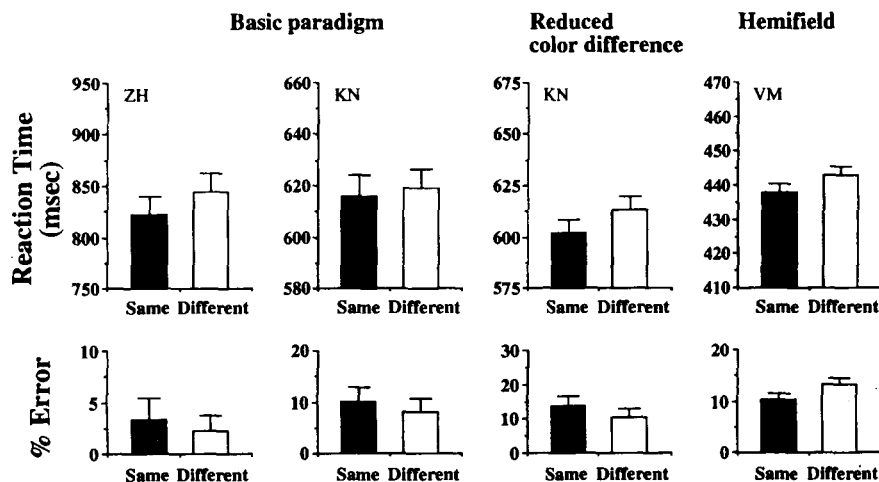 Basic paradigm
Reduced
color difference
Hemifield
Reaction Time
(msec)
950
900
850
800
750
ZH
Same Different
660
640
620
600
580
KN
Same Different
675
650
625
600
575
KN
Same Different
470
460
450
440
430
420
410
VM
Same Different
% Error
10
5
0
Same Different
20
10
0
Same Different
30
20
10
0
Same Different
20
10
0
Same Different